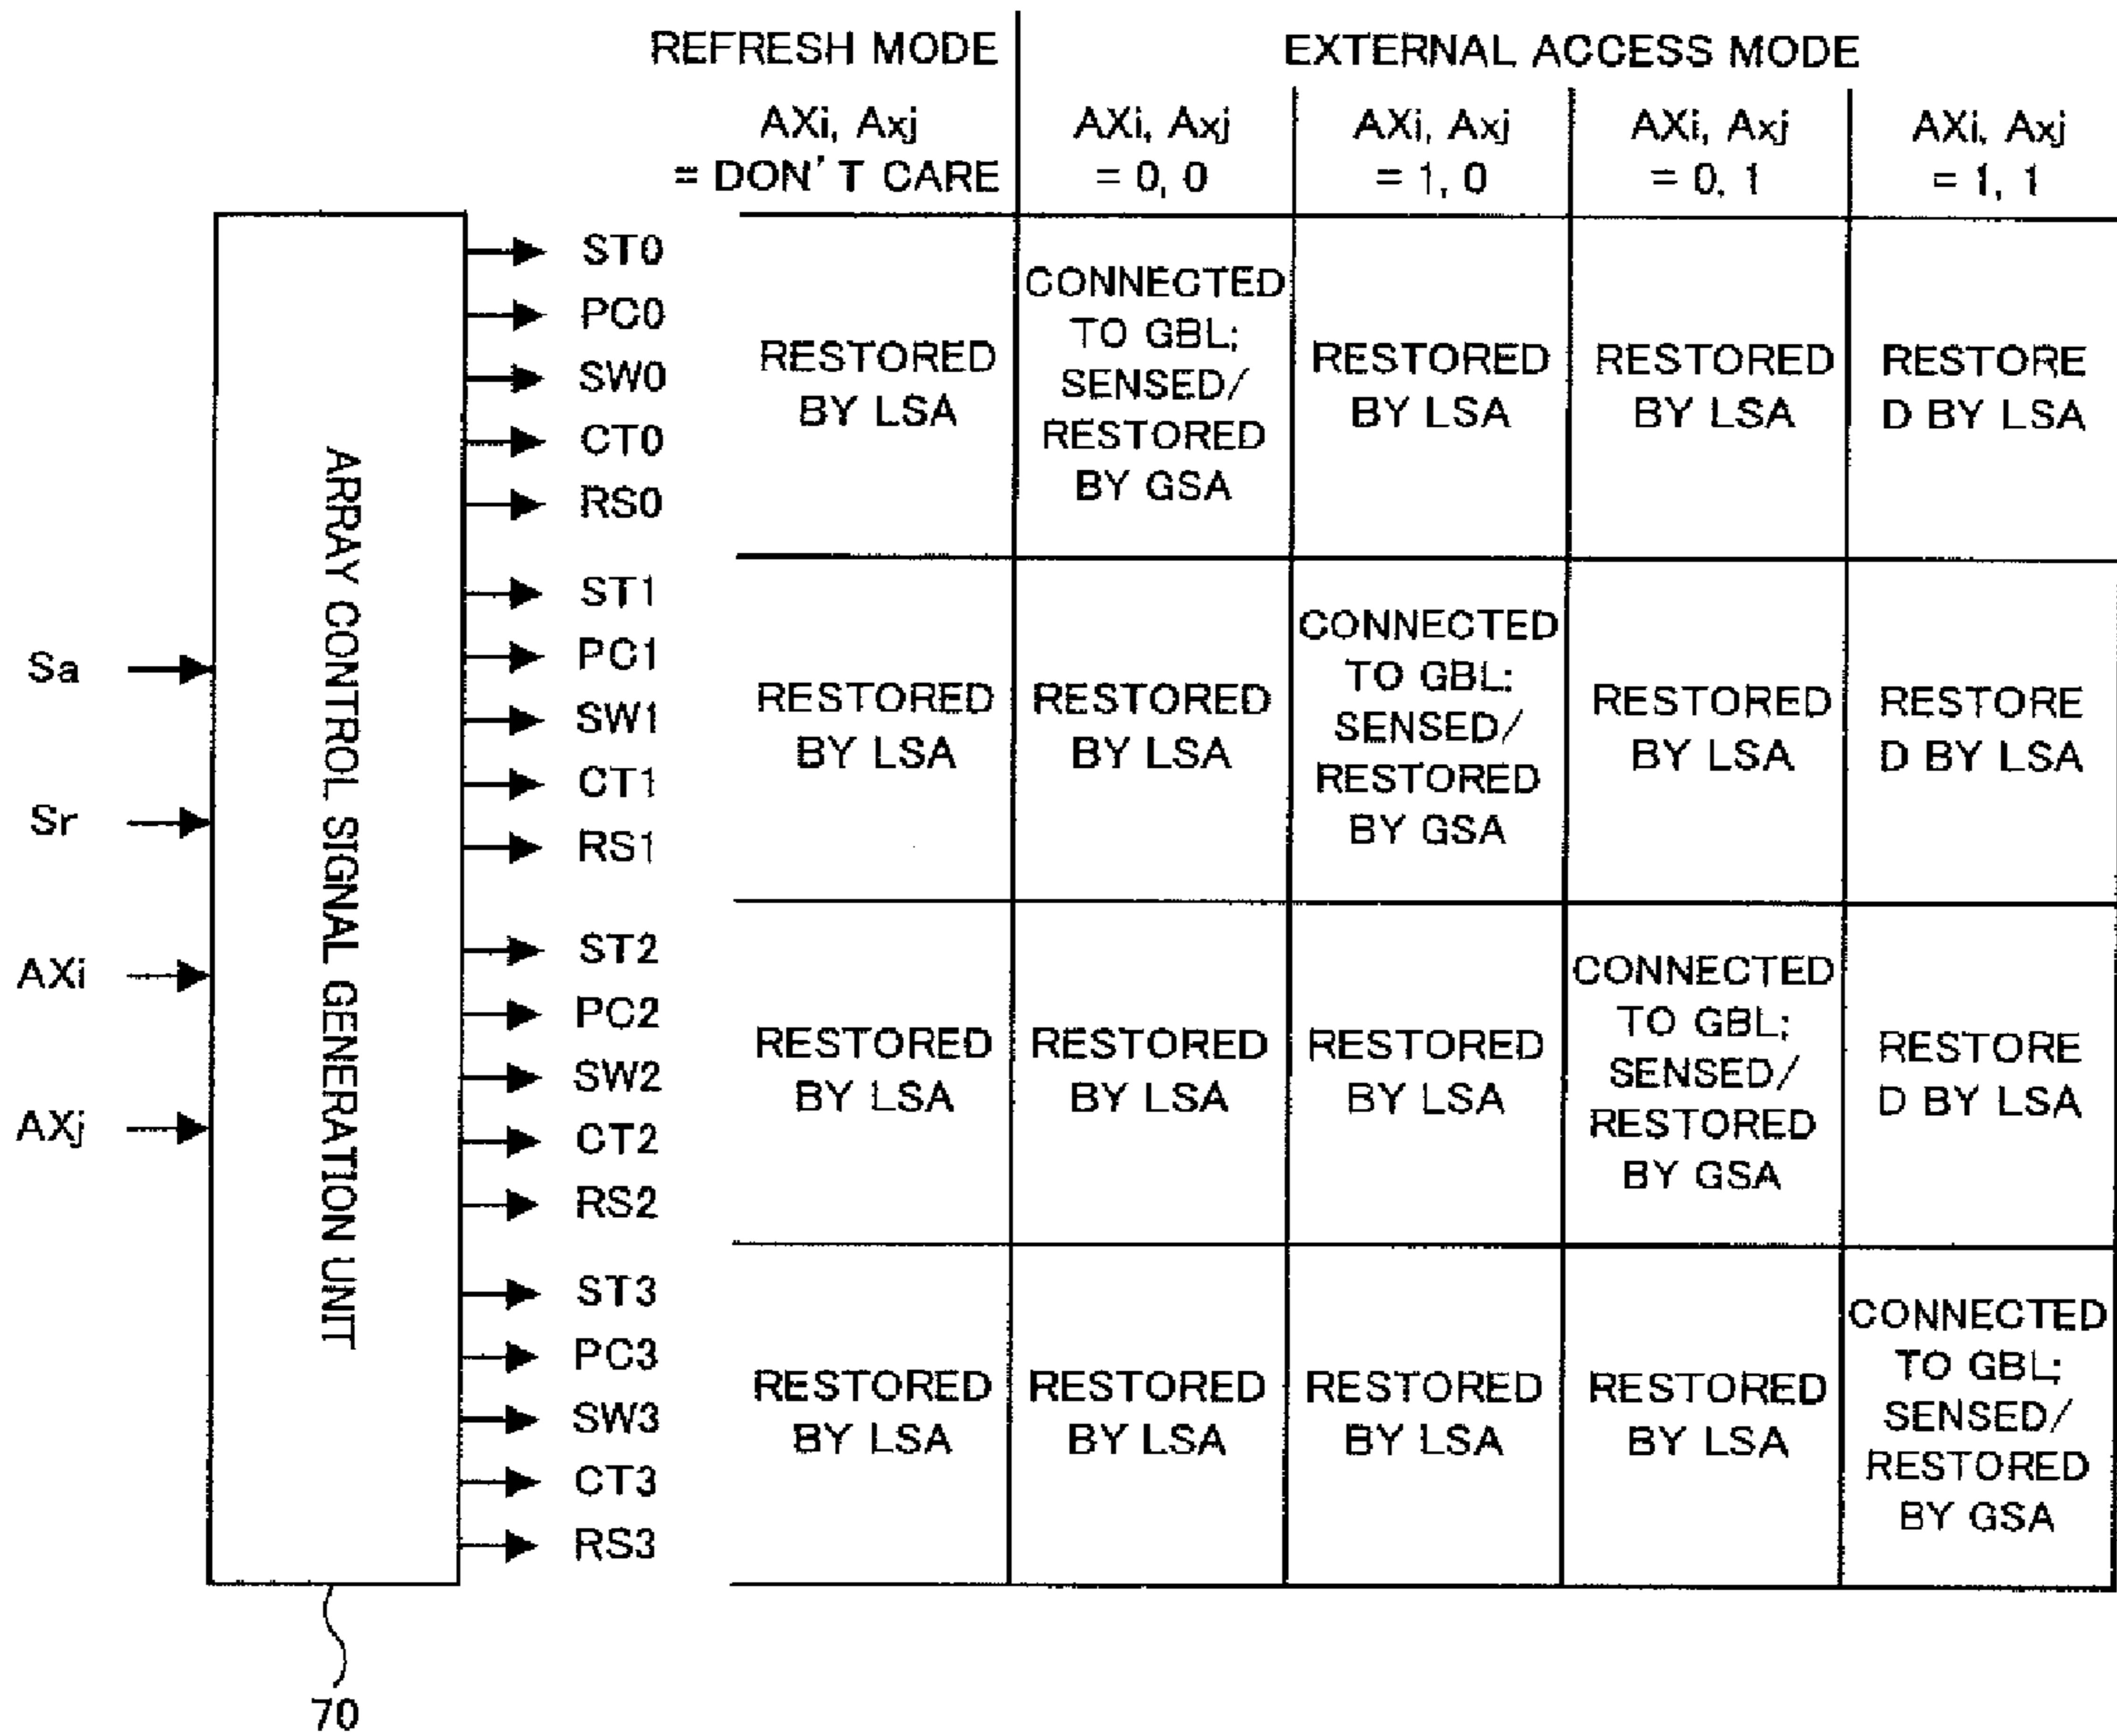 REFRESH MODE
EXTERNAL ACCESS MODE
AXi, Axj
= DON'T CARE
AXi, Axj
= 0, 0
AXi, Axj
= 1, 0
AXi, Axj
= 0, 1
AXi, Axj
= 1, 1
Sa
Sr
AXi
AXj
ARRAY CONTROL SIGNAL GENERATION UNIT
70
ST0
PC0
SW0
CT0
RS0
RESTORED
BY LSA
CONNECTED
TO GBL;
SENSED/
RESTORED
BY GSA
RESTORED
BY LSA
RESTORED
BY LSA
RESTORE
D BY LSA
ST1
PC1
SW1
CT1
RS1
RESTORED
BY LSA
RESTORED
BY LSA
CONNECTED
TO GBL;
SENSED/
RESTORED
BY GSA
RESTORED
BY LSA
RESTORE
D BY LSA
ST2
PC2
SW2
CT2
RS2
RESTORED
BY LSA
RESTORED
BY LSA
RESTORED
BY LSA
CONNECTED
TO GBL;
SENSED/
RESTORED
BY GSA
RESTORE
D BY LSA
ST3
PC3
SW3
CT3
RS3
RESTORED
BY LSA
RESTORED
BY LSA
RESTORED
BY LSA
RESTORED
BY LSA
CONNECTED
TO GBL;
SENSED/
RESTORED
BY GSA